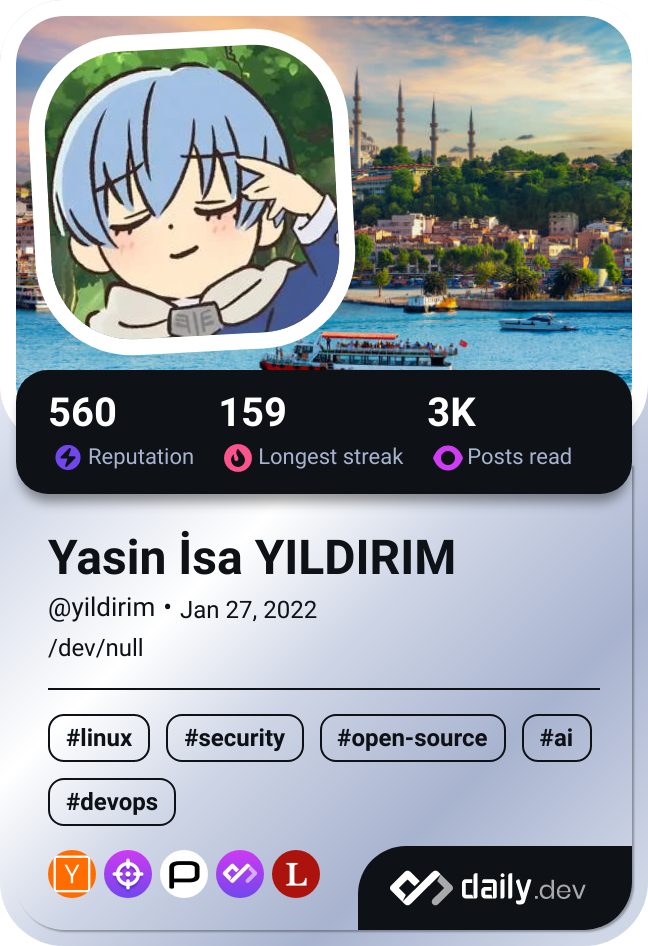 560 159 3K
Reputation Longest streak Posts read
Yasin İsa YILDIRIM
@yildirim • Jan 27, 2022
/dev/null
#linux #security #open-source #ai
#devops
Y P L
daily.dev